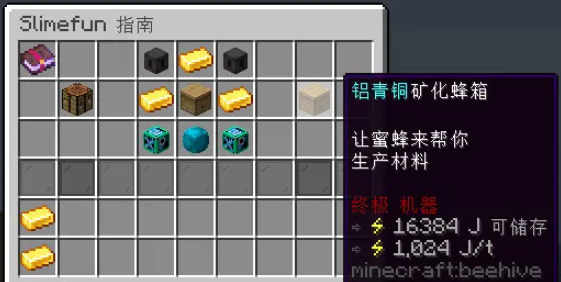 Slimefun 指南
铝青铜矿化蜂箱
让蜜蜂来帮你
生产材料
终极 机器
⇨ ⚡ 16384 J 可储存
⇨ ⚡ 1,024 J/t
minecraft:beehive